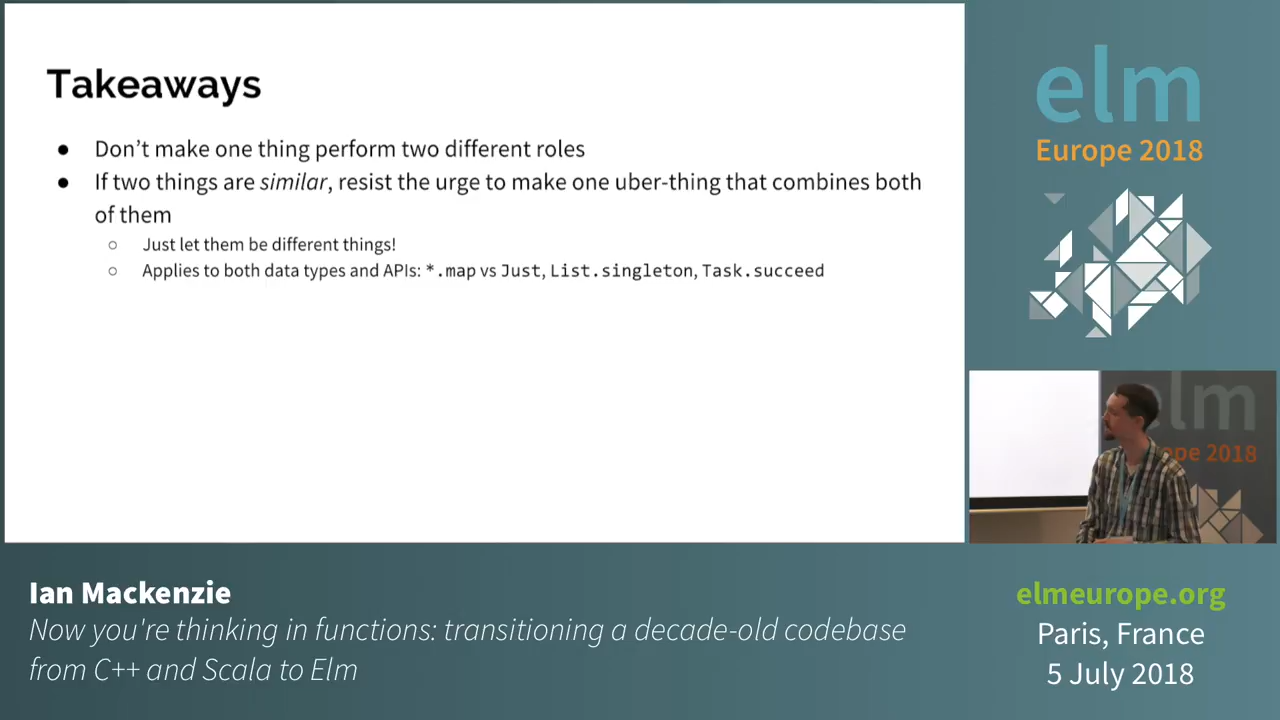 Takeaways
● Don’t make one thing perform two different roles
● If two things are similar, resist the urge to make one uber-thing that combines both
of them
○ Just let them be different things!
○ Applies to both data types and APIs: *.map vs Just, List.singleton, Task.succeed
elm
Europe 2018
elm
ope 2018
Ian Mackenzie
Now you're thinking in functions: transitioning a decade-old codebase
from C++ and Scala to Elm
elmeurope.org
Paris, France
5 July 2018